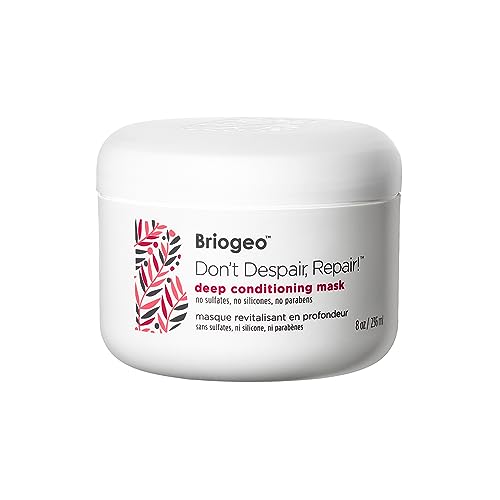 Briogeo™
Don't Despair, Repair!™
deep conditioning mask
no sulfates, no silicones, no parabens
masque revitalisant en profondeur
sans sulfates, ni silicone, ni parabènes
8 oz / 236 ml